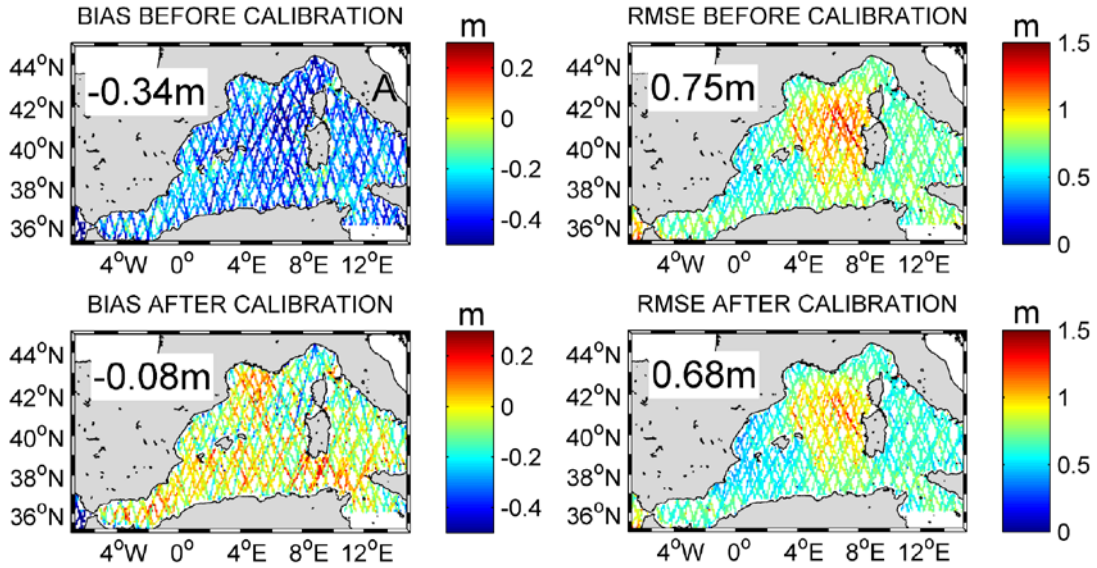 BIAS BEFORE CALIBRATION
m
44°N
42°N
40°N
38°N
36°N
-0.34m
A
0.2
0
-0.2
-0.4
4°W 0° 4°E 8°E 12°E
RMSE BEFORE CALIBRATION
m
44°N
42°N
40°N
38°N
36°N
0.75m
1.5
1
0.5
0
4°W 0° 4°E 8°E 12°E
BIAS AFTER CALIBRATION
m
44°N
42°N
40°N
38°N
36°N
-0.08m
0.2
0
-0.2
-0.4
4°W 0° 4°E 8°E 12°E
RMSE AFTER CALIBRATION
m
44°N
42°N
40°N
38°N
36°N
0.68m
1.5
1
0.5
0
4°W 0° 4°E 8°E 12°E